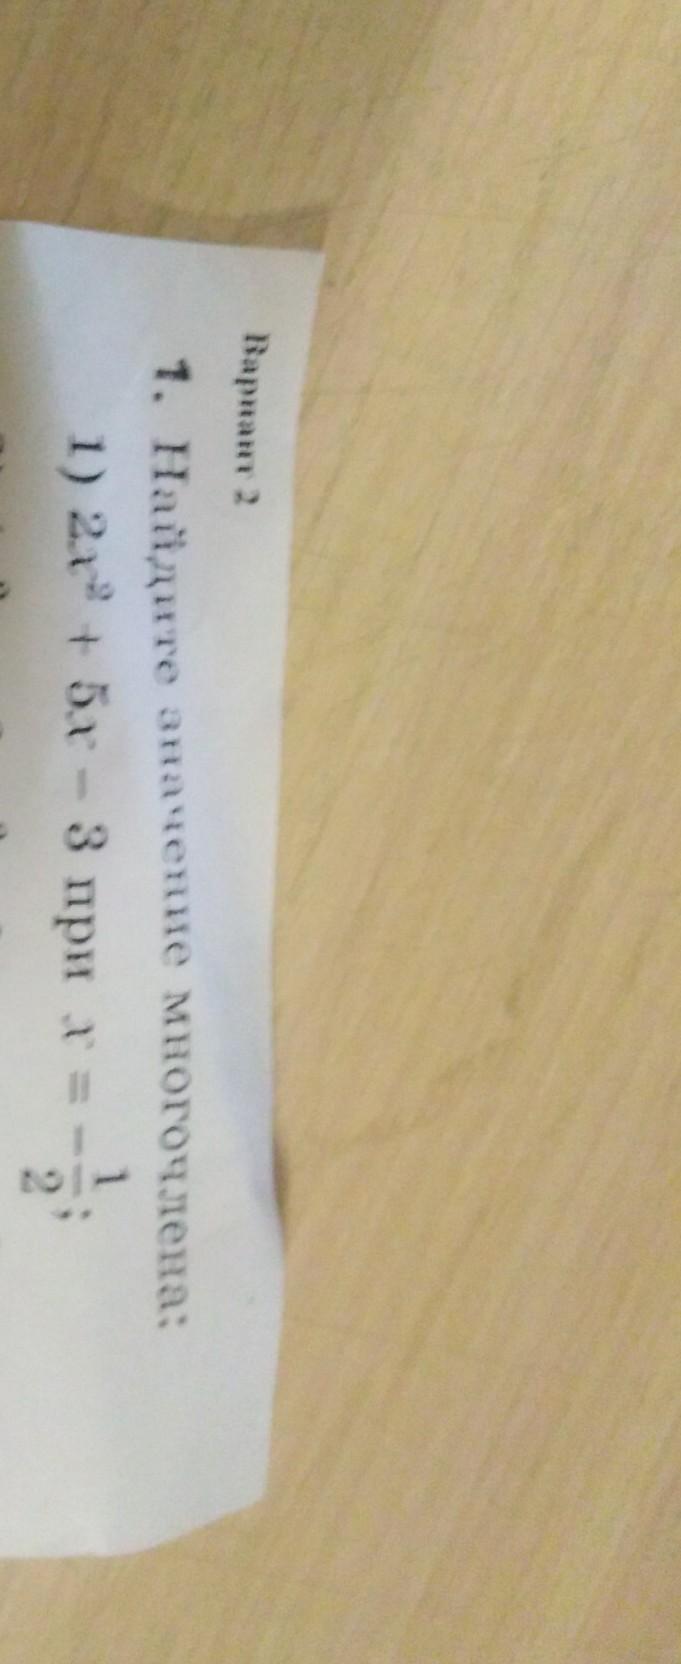 Вариант 2
1. Найдите значение многочлена:
1) 2x² + 5x − 3 при x = −1/2;